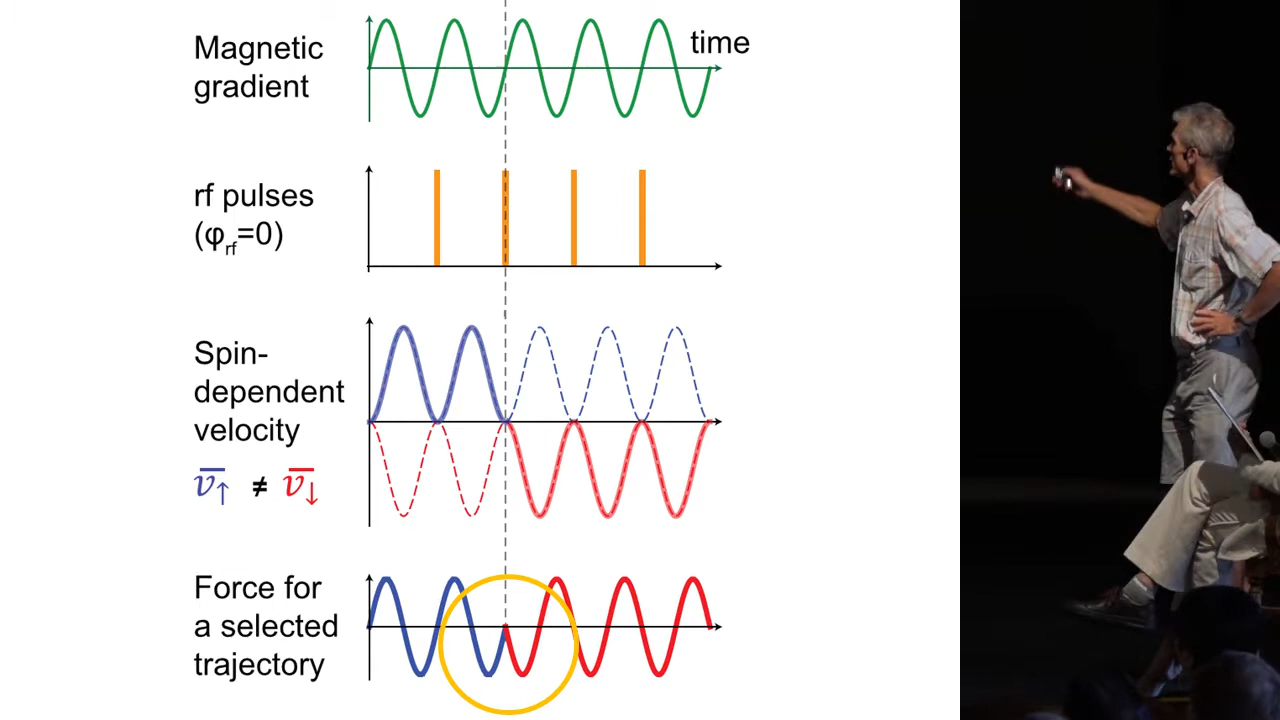 Magnetic
gradient
time
rf pulses
(φrf=0)
Spin-
dependent
velocity
v̅↑ ≠ v̅↓
Force for
a selected
trajectory